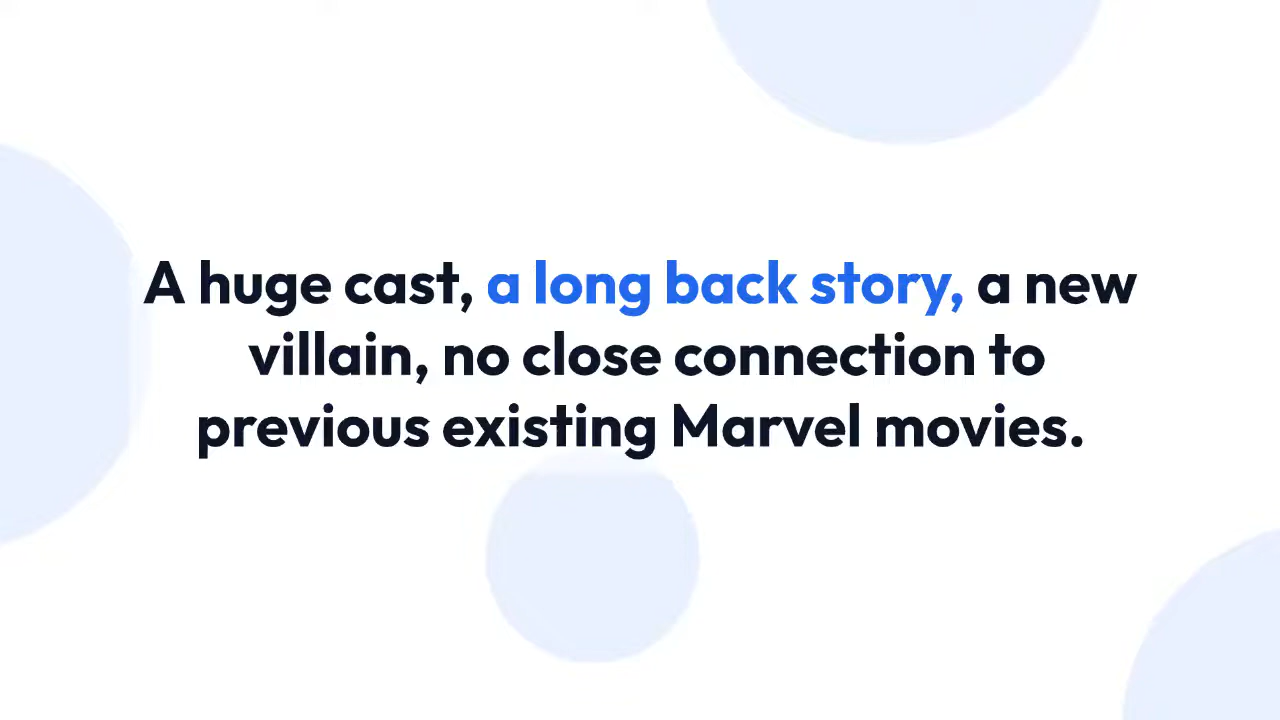 A huge cast, a long back story, a new
villain, no close connection to
previous existing Marvel movies.